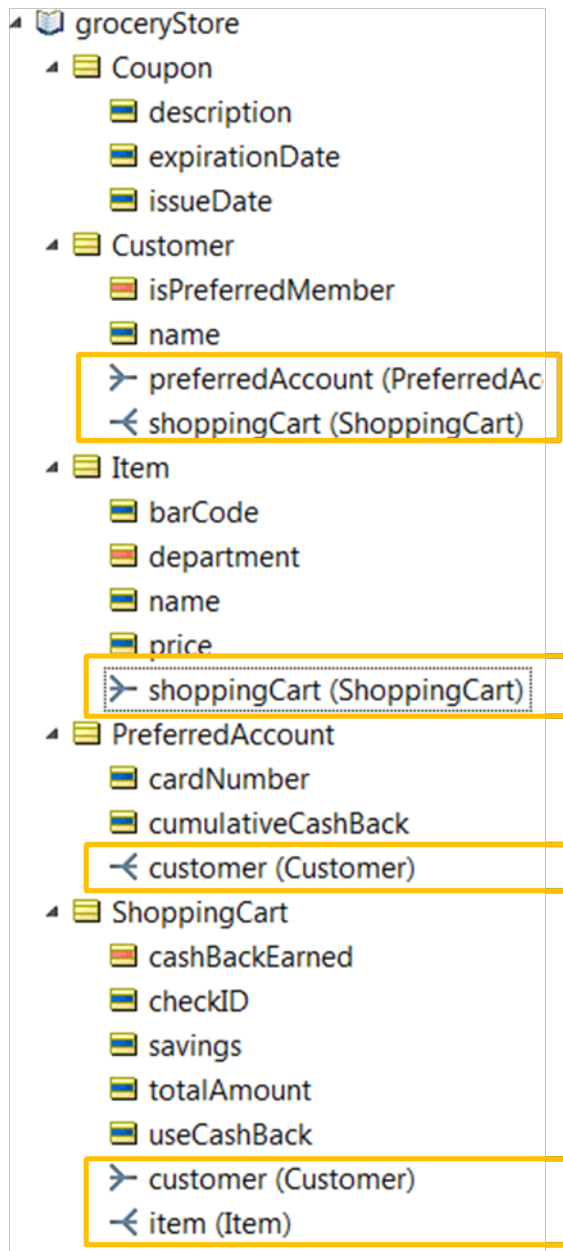 groceryStore
Coupon
description
expirationDate
issueDate
Customer
isPreferredMember
name
preferredAccount (PreferredAc
shoppingCart (ShoppingCart)
Item
barCode
department
name
price
shoppingCart (ShoppingCart)
PreferredAccount
cardNumber
cumulativeCashBack
customer (Customer)
ShoppingCart
cashBackEarned
checkID
savings
totalAmount
useCashBack
customer (Customer)
item (Item)